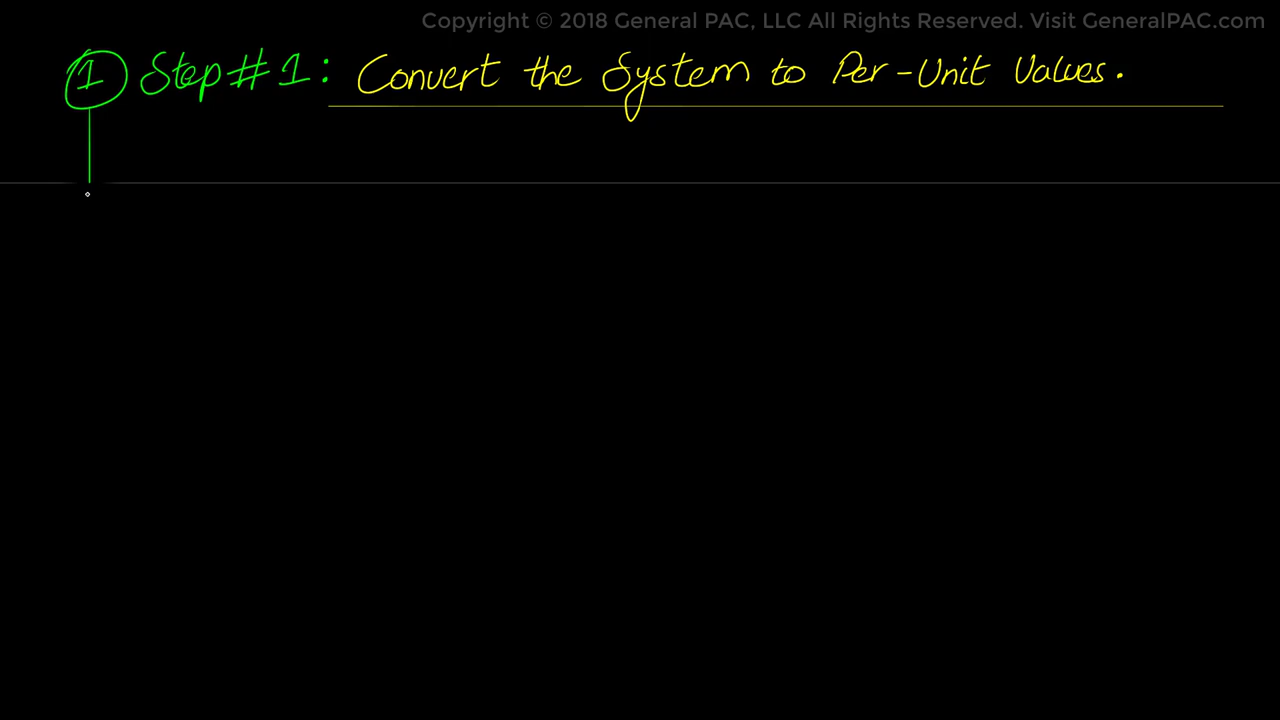 Copyright © 2018 General PAC, LLC All Rights Reserved. Visit GeneralPAC.com
1 Step #1: Convert the System to Per-Unit Values.